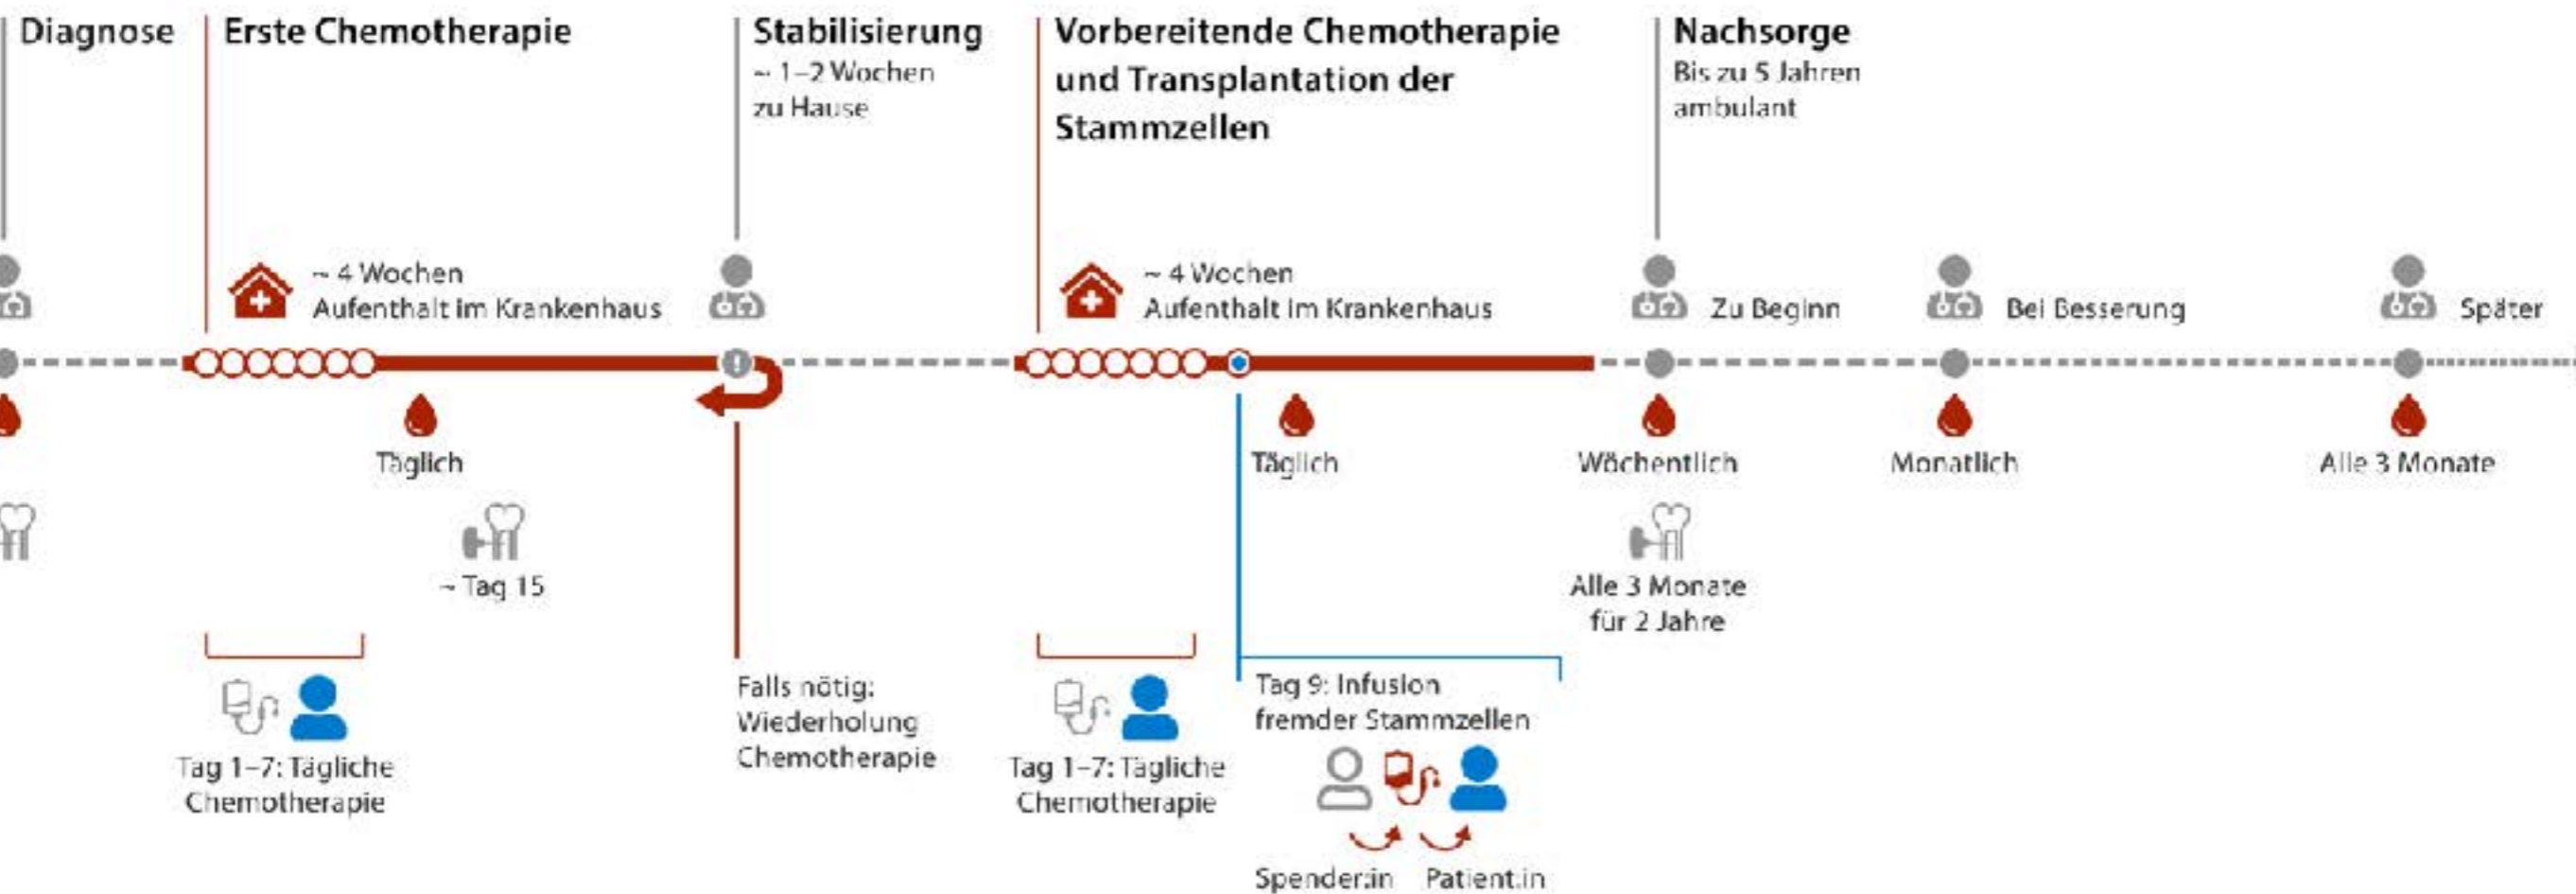 Diagnose
Erste Chemotherapie
~ 4 Wochen
Aufenthalt im Krankenhaus
Täglich
~ Tag 15
Tag 1–7: Tägliche
Chemotherapie
Stabilisierung
~ 1–2 Wochen
zu Hause
Falls nötig:
Wiederholung
Chemotherapie
Vorbereitende Chemotherapie
und Transplantation der
Stammzellen
~ 4 Wochen
Aufenthalt im Krankenhaus
Täglich
Tag 1–7: Tägliche
Chemotherapie
Tag 9: Infusion
fremder Stammzellen
Spender:in
Patient:in
Nachsorge
Bis zu 5 Jahren
ambulant
Zu Beginn
Wöchentlich
Alle 3 Monate
für 2 Jahre
Bei Besserung
Monatlich
Später
Alle 3 Monate